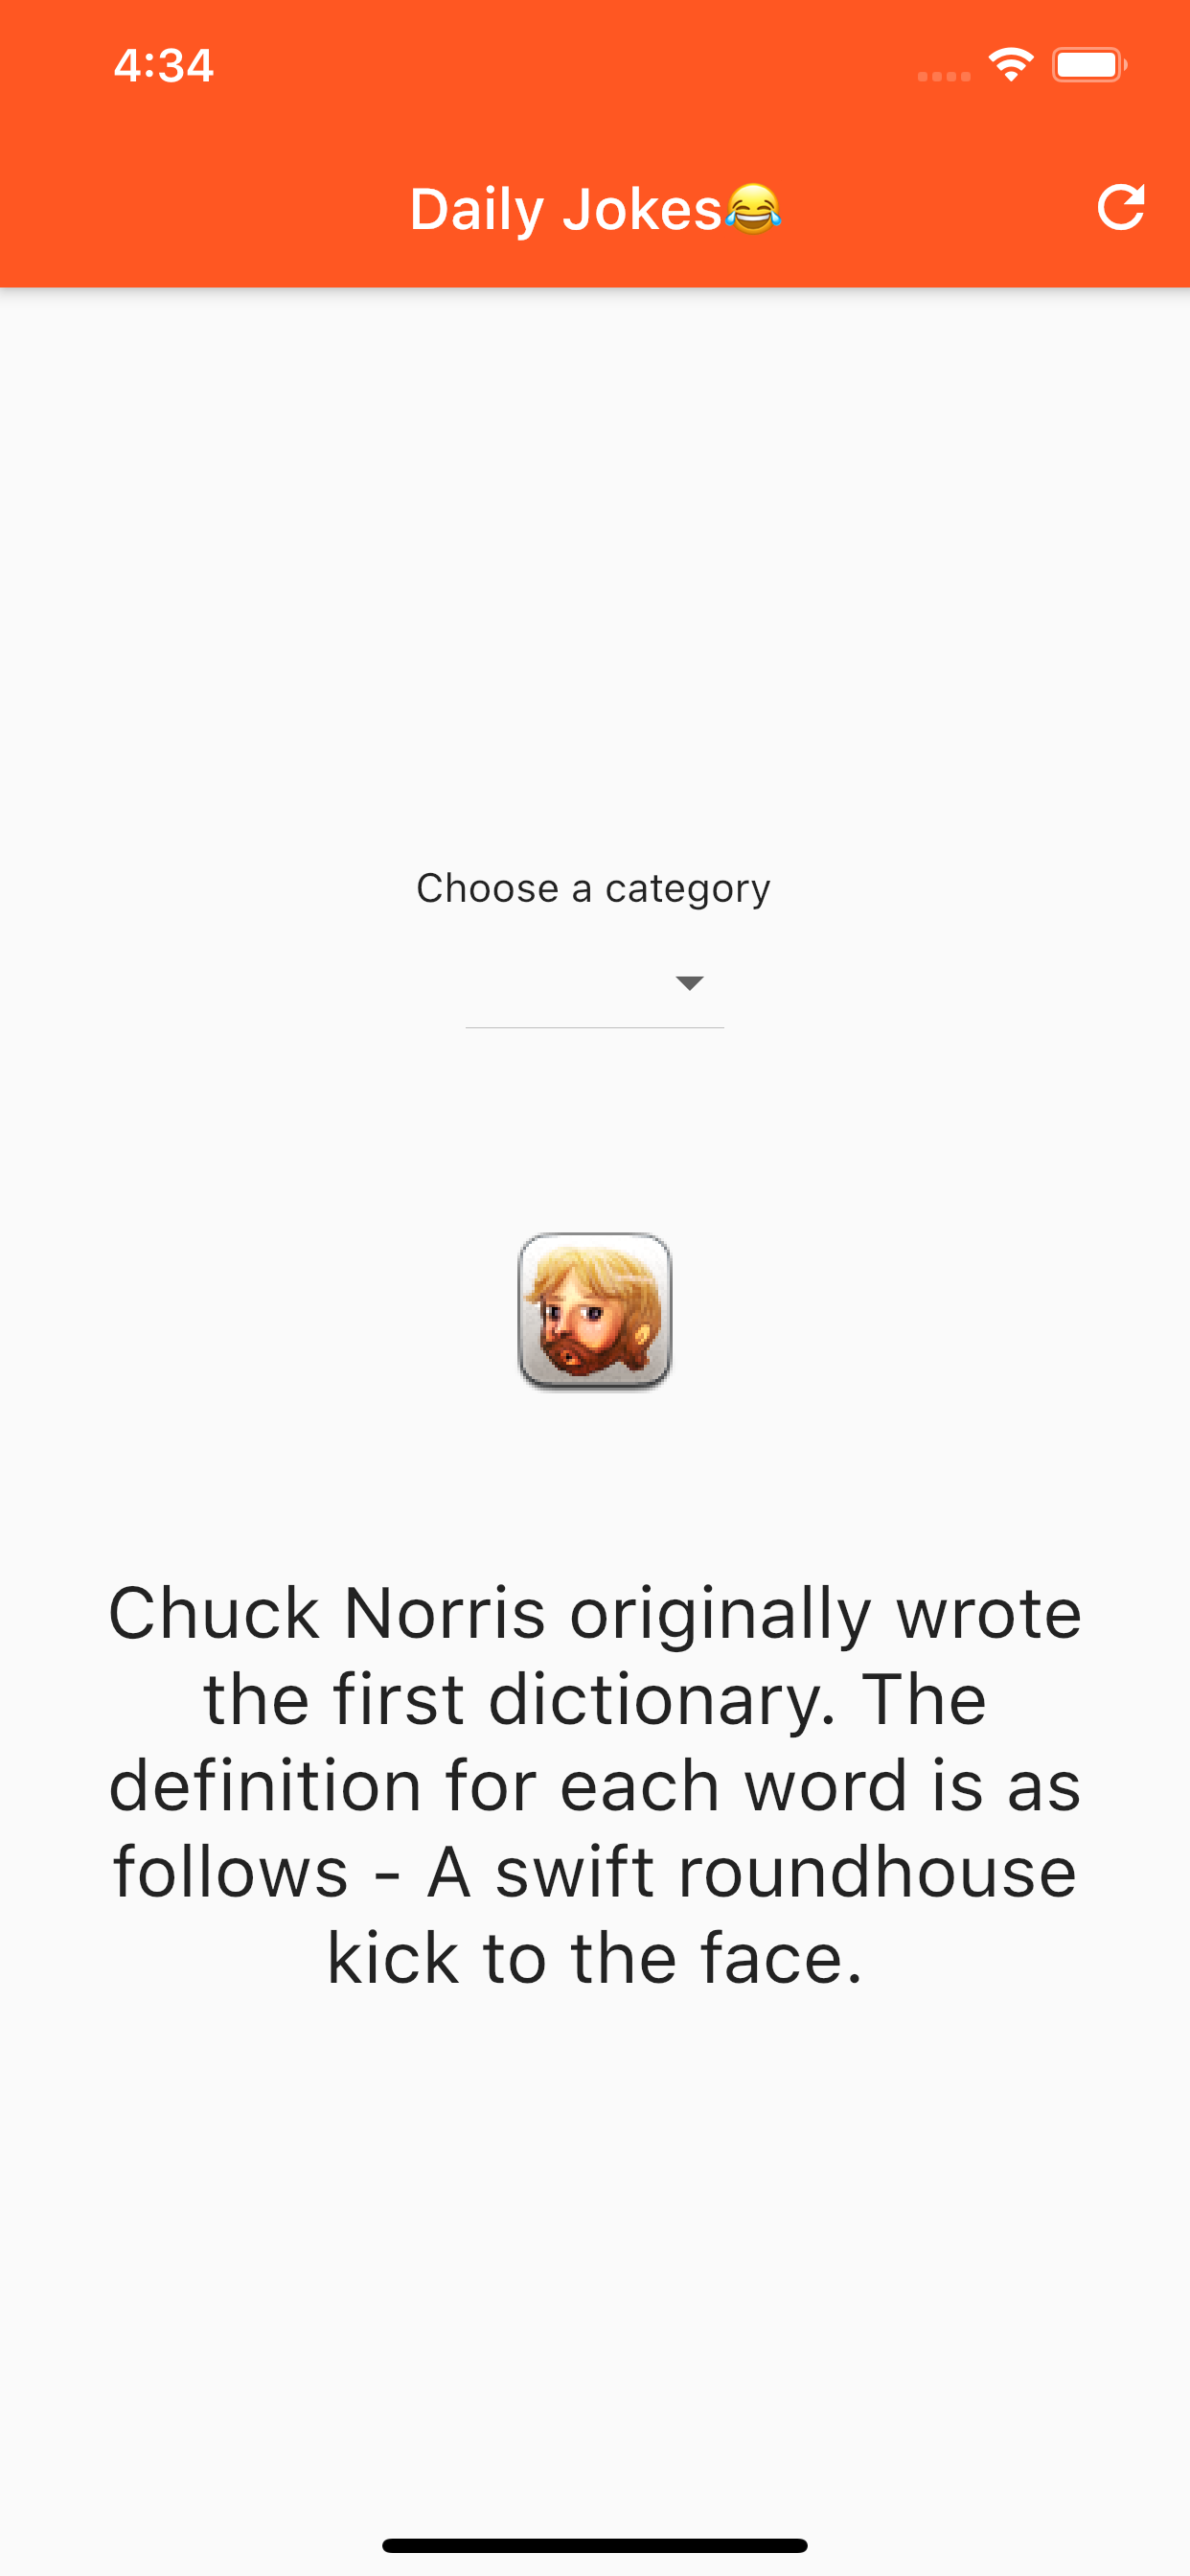 4:34
Daily Jokes😂
Choose a category
Chuck Norris originally wrote
the first dictionary. The
definition for each word is as
follows - A swift roundhouse
kick to the face.